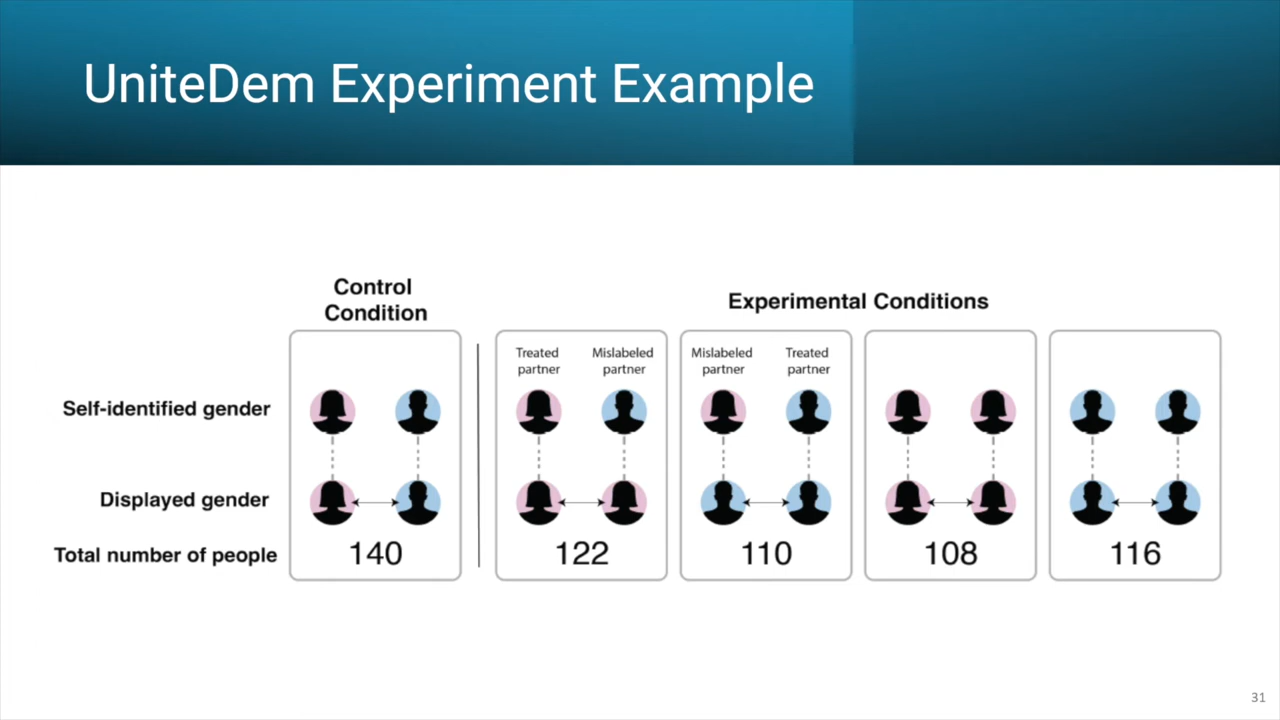 UniteDem Experiment Example
Control
Condition
Experimental Conditions
Treated
partner
Mislabeled
partner
Mislabeled
partner
Treated
partner
Self-identified gender
Displayed gender
Total number of people
140
122
110
108
116
31